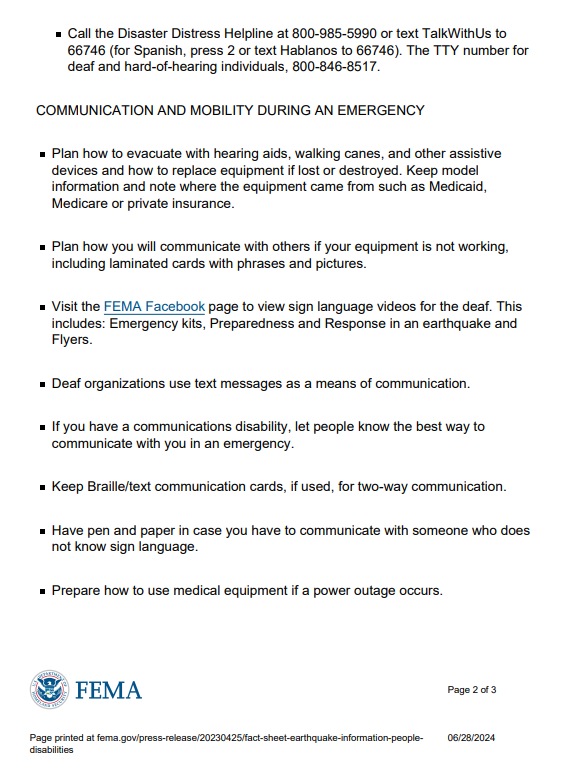 ▪ Call the Disaster Distress Helpline at 800-985-5990 or text TalkWithUs to
66746 (for Spanish, press 2 or text Hablanos to 66746). The TTY number for
deaf and hard-of-hearing individuals, 800-846-8517.
COMMUNICATION AND MOBILITY DURING AN EMERGENCY
▪ Plan how to evacuate with hearing aids, walking canes, and other assistive
devices and how to replace equipment if lost or destroyed. Keep model
information and note where the equipment came from such as Medicaid,
Medicare or private insurance.
▪ Plan how you will communicate with others if your equipment is not working,
including laminated cards with phrases and pictures.
▪ Visit the FEMA Facebook page to view sign language videos for the deaf. This
includes: Emergency kits, Preparedness and Response in an earthquake and
Flyers.
▪ Deaf organizations use text messages as a means of communication.
▪ If you have a communications disability, let people know the best way to
communicate with you in an emergency.
▪ Keep Braille/text communication cards, if used, for two-way communication.
▪ Have pen and paper in case you have to communicate with someone who does
not know sign language.
▪ Prepare how to use medical equipment if a power outage occurs.
FEMA
Page 2 of 3
Page printed at fema.gov/press-release/20230425/fact-sheet-earthquake-information-people-
disabilities
06/28/2024